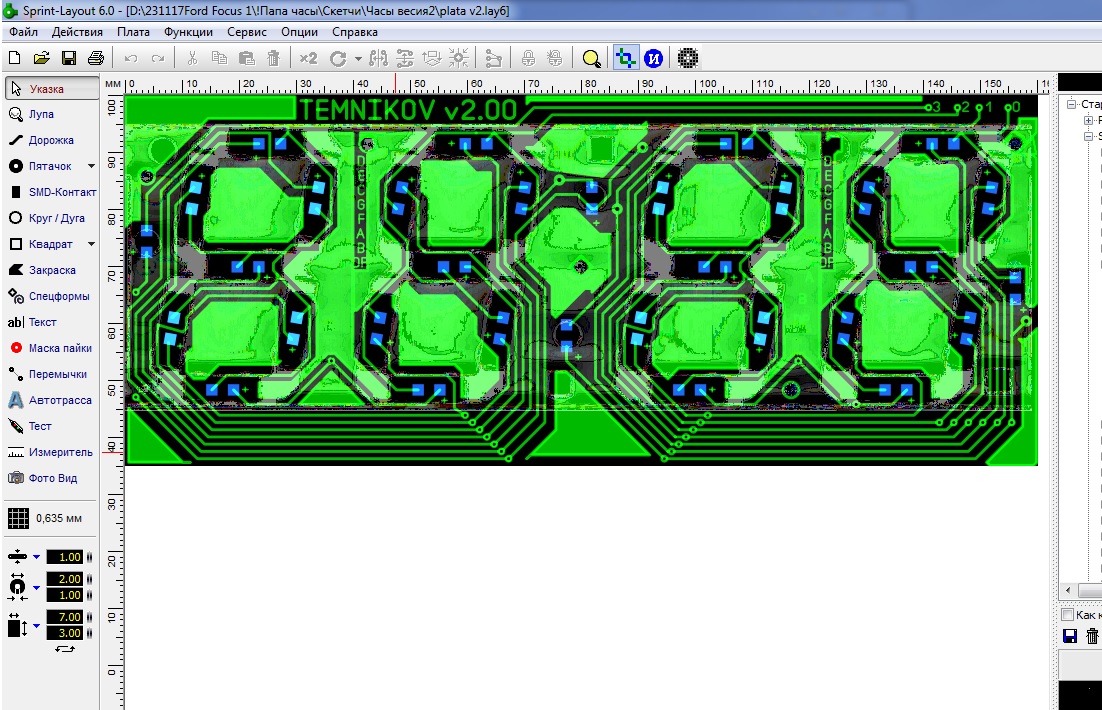 Sprint-Layout 6.0 - [D:\231117Ford Focus 1\!Папа часы\Скетчи\Часы весия2\plata v2.lay6]
Файл Действия Плата Функции Сервис Опции Справка
×2
И
Указка
Лупа
Дорожка
Пятачок
SMD-Контакт
Круг / Дуга
Квадрат
Закраска
Спецформы
ab| Текст
Маска пайки
Перемычки
Автотрасса
Тест
Измеритель
Фото Вид
0,635 мм
1.00
2.00
1.00
7.00
3.00
мм 0 10 20 30 40 50 60 70 80 90 100 110 120 130 140 150
100
90
80
70
60
50
40
30
20
10
0
TEMNIKOV v2.00
3 2 1 0
Стар
Как к